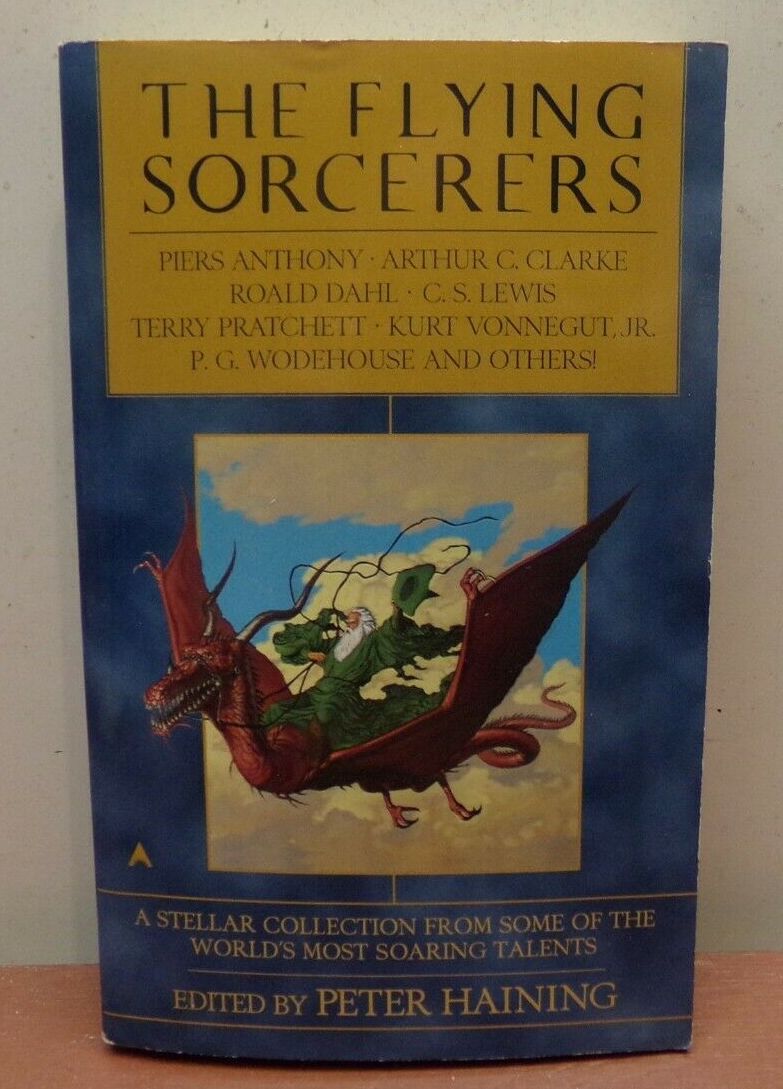 THE FLYING
SORCERERS
PIERS ANTHONY · ARTHUR C. CLARKE
ROALD DAHL · C. S. LEWIS
TERRY PRATCHETT · KURT VONNEGUT, JR.
P. G. WODEHOUSE AND OTHERS!
A STELLAR COLLECTION FROM SOME OF THE
WORLD'S MOST SOARING TALENTS
EDITED BY PETER HAINING